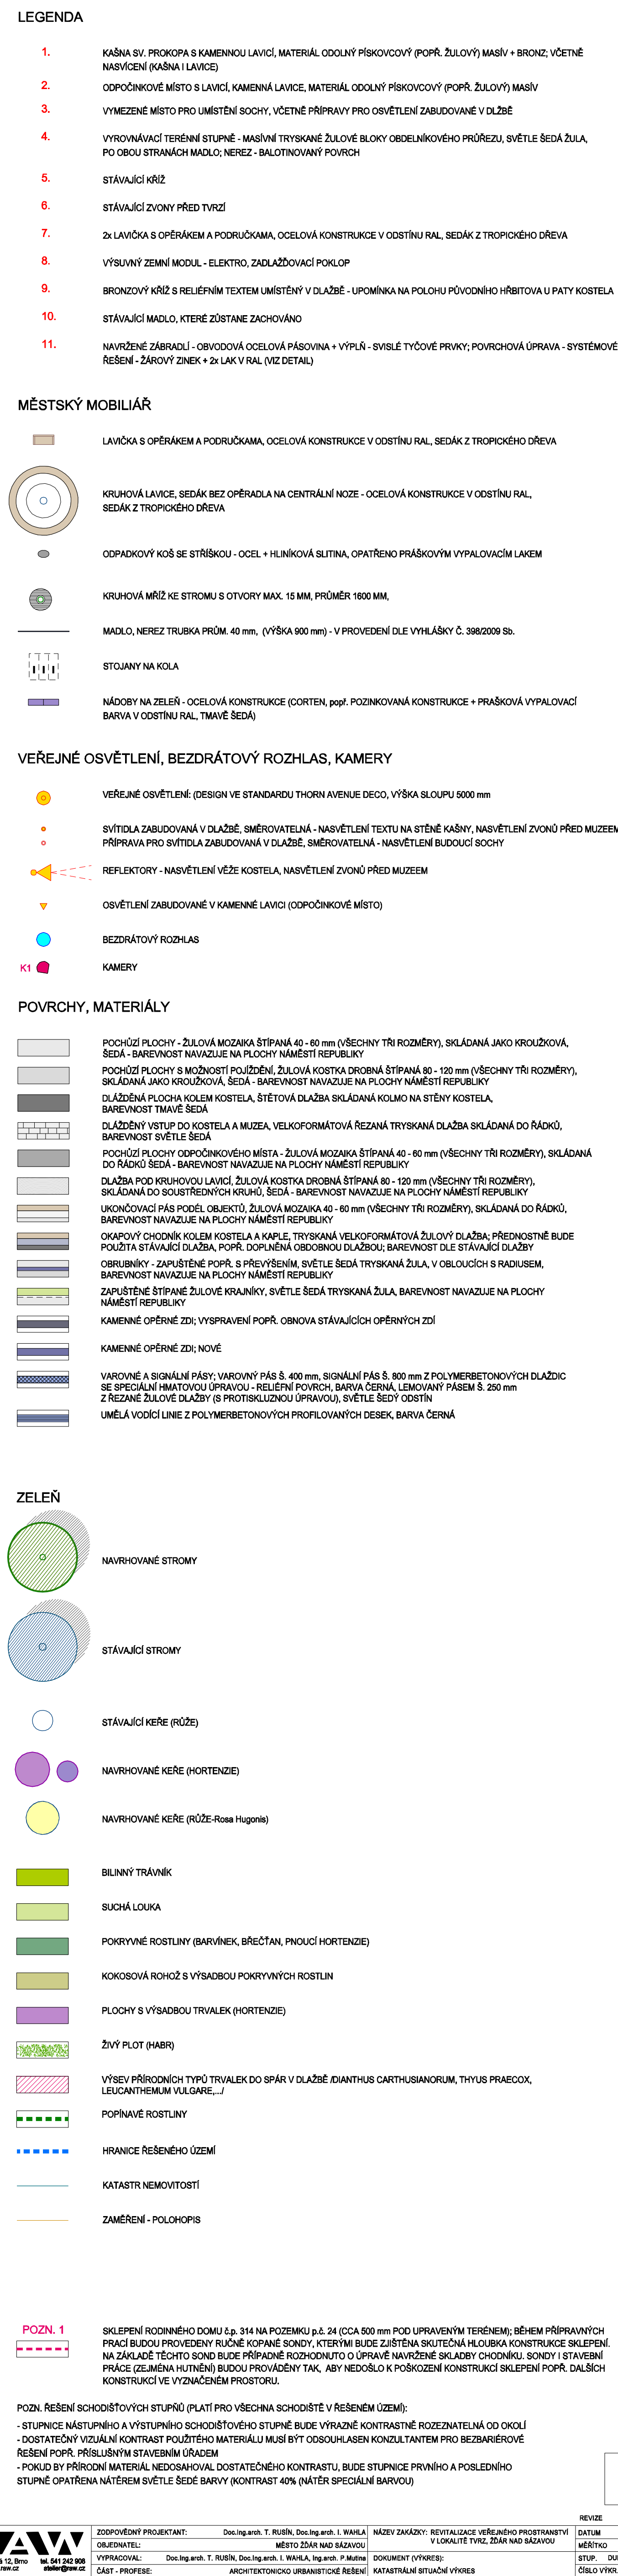 LEGENDA
1. KAŠNA SV. PROKOPA S KAMENNOU LAVICÍ, MATERIÁL ODOLNÝ PÍSKOVCOVÝ (POPŘ. ŽULOVÝ) MASÍV + BRONZ; VČETNĚ
NASVÍCENÍ (KAŠNA I LAVICE)
2. ODPOČINKOVÉ MÍSTO S LAVICÍ, KAMENNÁ LAVICE, MATERIÁL ODOLNÝ PÍSKOVCOVÝ (POPŘ. ŽULOVÝ) MASÍV
3. VYMEZENÉ MÍSTO PRO UMÍSTĚNÍ SOCHY, VČETNĚ PŘÍPRAVY PRO OSVĚTLENÍ ZABUDOVANÉ V DLŽBĚ
4. VYROVNÁVACÍ TERÉNNÍ STUPNĚ - MASÍVNÍ TRYSKANÉ ŽULOVÉ BLOKY OBDELNÍKOVÉHO PRŮŘEZU, SVĚTLE ŠEDÁ ŽULA,
PO OBOU STRANÁCH MADLO; NEREZ - BALOTINOVANÝ POVRCH
5. STÁVAJÍCÍ KŘÍŽ
6. STÁVAJÍCÍ ZVONY PŘED TVRZÍ
7. 2x LAVIČKA S OPĚRÁKEM A PODRUČKAMA, OCELOVÁ KONSTRUKCE V ODSTÍNU RAL, SEDÁK Z TROPICKÉHO DŘEVA
8. VÝSUVNÝ ZEMNÍ MODUL - ELEKTRO, ZADLAŽĎOVACÍ POKLOP
9. BRONZOVÝ KŘÍŽ S RELIÉFNÍM TEXTEM UMÍSTĚNÝ V DLAŽBĚ - UPOMÍNKA NA POLOHU PŮVODNÍHO HŘBITOVA U PATY KOSTELA
10. STÁVAJÍCÍ MADLO, KTERÉ ZŮSTANE ZACHOVÁNO
11. NAVRŽENÉ ZÁBRADLÍ - OBVODOVÁ OCELOVÁ PÁSOVINA + VÝPLŇ - SVISLÉ TYČOVÉ PRVKY; POVRCHOVÁ ÚPRAVA - SYSTÉMOVÉ
ŘEŠENÍ - ŽÁROVÝ ZINEK + 2x LAK V RAL (VIZ DETAIL)
MĚSTSKÝ MOBILIÁŘ
LAVIČKA S OPĚRÁKEM A PODRUČKAMA, OCELOVÁ KONSTRUKCE V ODSTÍNU RAL, SEDÁK Z TROPICKÉHO DŘEVA
KRUHOVÁ LAVICE, SEDÁK BEZ OPĚRADLA NA CENTRÁLNÍ NOZE - OCELOVÁ KONSTRUKCE V ODSTÍNU RAL,
SEDÁK Z TROPICKÉHO DŘEVA
ODPADKOVÝ KOŠ SE STŘÍŠKOU - OCEL + HLINÍKOVÁ SLITINA, OPATŘENO PRÁŠKOVÝM VYPALOVACÍM LAKEM
KRUHOVÁ MŘÍŽ KE STROMU S OTVORY MAX. 15 MM, PRŮMĚR 1600 MM,
MADLO, NEREZ TRUBKA PRŮM. 40 mm, (VÝŠKA 900 mm) - V PROVEDENÍ DLE VYHLÁŠKY Č. 398/2009 Sb.
STOJANY NA KOLA
NÁDOBY NA ZELEŇ - OCELOVÁ KONSTRUKCE (CORTEN, popř. POZINKOVANÁ KONSTRUKCE + PRAŠKOVÁ VYPALOVACÍ
BARVA V ODSTÍNU RAL, TMAVĚ ŠEDÁ)
VEŘEJNÉ OSVĚTLENÍ, BEZDRÁTOVÝ ROZHLAS, KAMERY
VEŘEJNÉ OSVĚTLENÍ: (DESIGN VE STANDARDU THORN AVENUE DECO, VÝŠKA SLOUPU 5000 mm
SVÍTIDLA ZABUDOVANÁ V DLAŽBĚ, SMĚROVATELNÁ - NASVĚTLENÍ TEXTU NA STĚNĚ KAŠNY, NASVĚTLENÍ ZVONŮ PŘED MUZEEM
PŘÍPRAVA PRO SVÍTIDLA ZABUDOVANÁ V DLAŽBĚ, SMĚROVATELNÁ - NASVĚTLENÍ BUDOUCÍ SOCHY
REFLEKTORY - NASVĚTLENÍ VĚŽE KOSTELA, NASVĚTLENÍ ZVONŮ PŘED MUZEEM
OSVĚTLENÍ ZABUDOVANÉ V KAMENNÉ LAVICI (ODPOČINKOVÉ MÍSTO)
BEZDRÁTOVÝ ROZHLAS
K1 KAMERY
POVRCHY, MATERIÁLY
POCHŮZÍ PLOCHY - ŽULOVÁ MOZAIKA ŠTÍPANÁ 40 - 60 mm (VŠECHNY TŘI ROZMĚRY), SKLÁDANÁ JAKO KROUŽKOVÁ,
ŠEDÁ - BAREVNOST NAVAZUJE NA PLOCHY NÁMĚSTÍ REPUBLIKY
POCHŮZÍ PLOCHY S MOŽNOSTÍ POJÍŽDĚNÍ, ŽULOVÁ KOSTKA DROBNÁ ŠTÍPANÁ 80 - 120 mm (VŠECHNY TŘI ROZMĚRY),
SKLÁDANÁ JAKO KROUŽKOVÁ, ŠEDÁ - BAREVNOST NAVAZUJE NA PLOCHY NÁMĚSTÍ REPUBLIKY
DLÁŽDĚNÁ PLOCHA KOLEM KOSTELA, ŠTĚTOVÁ DLAŽBA SKLÁDANÁ KOLMO NA STĚNY KOSTELA,
BAREVNOST TMAVĚ ŠEDÁ
DLÁŽDĚNÝ VSTUP DO KOSTELA A MUZEA, VELKOFORMÁTOVÁ ŘEZANÁ TRYSKANÁ DLAŽBA SKLÁDANÁ DO ŘÁDKŮ,
BAREVNOST SVĚTLE ŠEDÁ
POCHŮZÍ PLOCHY ODPOČINKOVÉHO MÍSTA - ŽULOVÁ MOZAIKA ŠTÍPANÁ 40 - 60 mm (VŠECHNY TŘI ROZMĚRY), SKLÁDANÁ
DO ŘÁDKŮ ŠEDÁ - BAREVNOST NAVAZUJE NA PLOCHY NÁMĚSTÍ REPUBLIKY
DLAŽBA POD KRUHOVOU LAVICÍ, ŽULOVÁ KOSTKA DROBNÁ ŠTÍPANÁ 80 - 120 mm (VŠECHNY TŘI ROZMĚRY),
SKLÁDANÁ DO SOUSTŘEDNÝCH KRUHŮ, ŠEDÁ - BAREVNOST NAVAZUJE NA PLOCHY NÁMĚSTÍ REPUBLIKY
UKONČOVACÍ PÁS PODÉL OBJEKTŮ, ŽULOVÁ MOZAIKA 40 - 60 mm (VŠECHNY TŘI ROZMĚRY), SKLÁDANÁ DO ŘÁDKŮ,
BAREVNOST NAVAZUJE NA PLOCHY NÁMĚSTÍ REPUBLIKY
OKAPOVÝ CHODNÍK KOLEM KOSTELA A KAPLE, TRYSKANÁ VELKOFORMÁTOVÁ ŽULOVÝ DLAŽBA; PŘEDNOSTNĚ BUDE
POUŽITA STÁVAJÍCÍ DLAŽBA, POPŘ. DOPLNĚNÁ OBDOBNOU DLAŽBOU; BAREVNOST DLE STÁVAJÍCÍ DLAŽBY
OBRUBNÍKY - ZAPUŠTĚNÉ POPŘ. S PŘEVÝŠENÍM, SVĚTLE ŠEDÁ TRYSKANÁ ŽULA, V OBLOUCÍCH S RADIUSEM,
BAREVNOST NAVAZUJE NA PLOCHY NÁMĚSTÍ REPUBLIKY
ZAPUŠTĚNÉ ŠTÍPANÉ ŽULOVÉ KRAJNÍKY, SVĚTLE ŠEDÁ TRYSKANÁ ŽULA, BAREVNOST NAVAZUJE NA PLOCHY
NÁMĚSTÍ REPUBLIKY
KAMENNÉ OPĚRNÉ ZDI; VYSPRAVENÍ POPŘ. OBNOVA STÁVAJÍCÍCH OPĚRNÝCH ZDÍ
KAMENNÉ OPĚRNÉ ZDI; NOVÉ
VAROVNÉ A SIGNÁLNÍ PÁSY; VAROVNÝ PÁS Š. 400 mm, SIGNÁLNÍ PÁS Š. 800 mm Z POLYMERBETONOVÝCH DLAŽDIC
SE SPECIÁLNÍ HMATOVOU ÚPRAVOU - RELIÉFNÍ POVRCH, BARVA ČERNÁ, LEMOVANÝ PÁSEM Š. 250 mm
Z ŘEZANÉ ŽULOVÉ DLAŽBY (S PROTISKLUZNOU ÚPRAVOU), SVĚTLE ŠEDÝ ODSTÍN
UMĚLÁ VODÍCÍ LINIE Z POLYMERBETONOVÝCH PROFILOVANÝCH DESEK, BARVA ČERNÁ
ZELEŇ
NAVRHOVANÉ STROMY
STÁVAJÍCÍ STROMY
STÁVAJÍCÍ KEŘE (RŮŽE)
NAVRHOVANÉ KEŘE (HORTENZIE)
NAVRHOVANÉ KEŘE (RŮŽE-Rosa Hugonis)
BILINNÝ TRÁVNÍK
SUCHÁ LOUKA
POKRYVNÉ ROSTLINY (BARVÍNEK, BŘEČŤAN, PNOUCÍ HORTENZIE)
KOKOSOVÁ ROHOŽ S VÝSADBOU POKRYVNÝCH ROSTLIN
PLOCHY S VÝSADBOU TRVALEK (HORTENZIE)
ŽIVÝ PLOT (HABR)
VÝSEV PŘÍRODNÍCH TYPŮ TRVALEK DO SPÁR V DLAŽBĚ /DIANTHUS CARTHUSIANORUM, THYUS PRAECOX,
LEUCANTHEMUM VULGARE,.../
POPÍNAVÉ ROSTLINY
HRANICE ŘEŠENÉHO ÚZEMÍ
KATASTR NEMOVITOSTÍ
ZAMĚŘENÍ - POLOHOPIS
POZN. 1 SKLEPENÍ RODINNÉHO DOMU č.p. 314 NA POZEMKU p.č. 24 (CCA 500 mm POD UPRAVENÝM TERÉNEM); BĚHEM PŘÍPRAVNÝCH
PRACÍ BUDOU PROVEDENY RUČNĚ KOPANÉ SONDY, KTERÝMI BUDE ZJIŠTĚNA SKUTEČNÁ HLOUBKA KONSTRUKCE SKLEPENÍ.
NA ZÁKLADĚ TĚCHTO SOND BUDE PŘÍPADNĚ ROZHODNUTO O ÚPRAVĚ NAVRŽENÉ SKLADBY CHODNÍKU. SONDY I STAVEBNÍ
PRÁCE (ZEJMÉNA HUTNĚNÍ) BUDOU PROVÁDĚNY TAK, ABY NEDOŠLO K POŠKOZENÍ KONSTRUKCÍ SKLEPENÍ POPŘ. DALŠÍCH
KONSTRUKCÍ VE VYZNAČENÉM PROSTORU.
POZN. ŘEŠENÍ SCHODIŠŤOVÝCH STUPŇŮ (PLATÍ PRO VŠECHNA SCHODIŠTĚ V ŘEŠENÉM ÚZEMÍ):
- STUPNICE NÁSTUPNÍHO A VÝSTUPNÍHO SCHODIŠŤOVÉHO STUPNĚ BUDE VÝRAZNĚ KONTRASTNĚ ROZEZNATELNÁ OD OKOLÍ
- DOSTATEČNÝ VIZUÁLNÍ KONTRAST POUŽITÉHO MATERIÁLU MUSÍ BÝT ODSOUHLASEN KONZULTANTEM PRO BEZBARIÉROVÉ
ŘEŠENÍ POPŘ. PŘÍSLUŠNÝM STAVEBNÍM ÚŘADEM
- POKUD BY PŘÍRODNÍ MATERIÁL NEDOSAHOVAL DOSTATEČNÉHO KONTRASTU, BUDE STUPNICE PRVNÍHO A POSLEDNÍHO
STUPNĚ OPATŘENA NÁTĚREM SVĚTLE ŠEDÉ BARVY (KONTRAST 40% (NÁTĚR SPECIÁLNÍ BARVOU)
REVIZE
ZODPOVĚDNÝ PROJEKTANT: Doc.Ing.arch. T. RUSÍN, Doc.Ing.arch. I. WAHLA NÁZEV ZAKÁZKY: REVITALIZACE VEŘEJNÉHO PROSTRANSTVÍ DATUM
V LOKALITĚ TVRZ, ŽĎÁR NAD SÁZAVOU
OBJEDNATEL: MĚSTO ŽĎÁR NAD SÁZAVOU MĚŘÍTKO
AW
VYPRACOVAL: Doc.Ing.arch. T. RUSÍN, Doc.Ing.arch. I. WAHLA, Ing.arch. P.Mutina DOKUMENT (VÝKRES): STUP.
12, Brno tel. 541 242 908
raw.cz atelier@raw.cz
ČÁST - PROFESE: ARCHITEKTONICKO URBANISTICKÉ ŘEŠENÍ KATASTRÁLNÍ SITUAČNÍ VÝKRES ČÍSLO VÝKR.